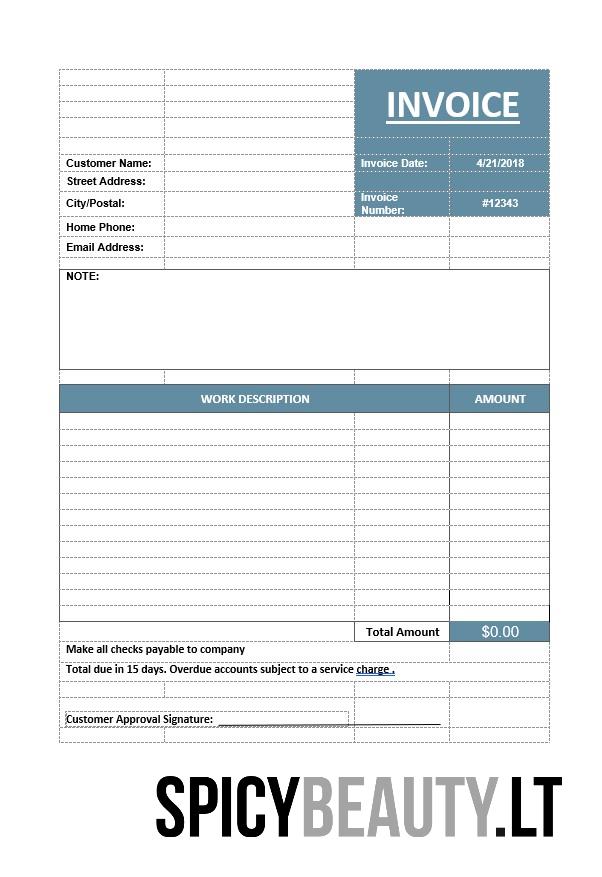 INVOICE
Customer Name:
Invoice Date: 4/21/2018
Street Address:
City/Postal:
Invoice
Number: #12343
Home Phone:
Email Address:
NOTE:
WORK DESCRIPTION AMOUNT
Total Amount $0.00
Make all checks payable to company
Total due in 15 days. Overdue accounts subject to a service charge .
Customer Approval Signature:
SPICYBEAUTY.LT